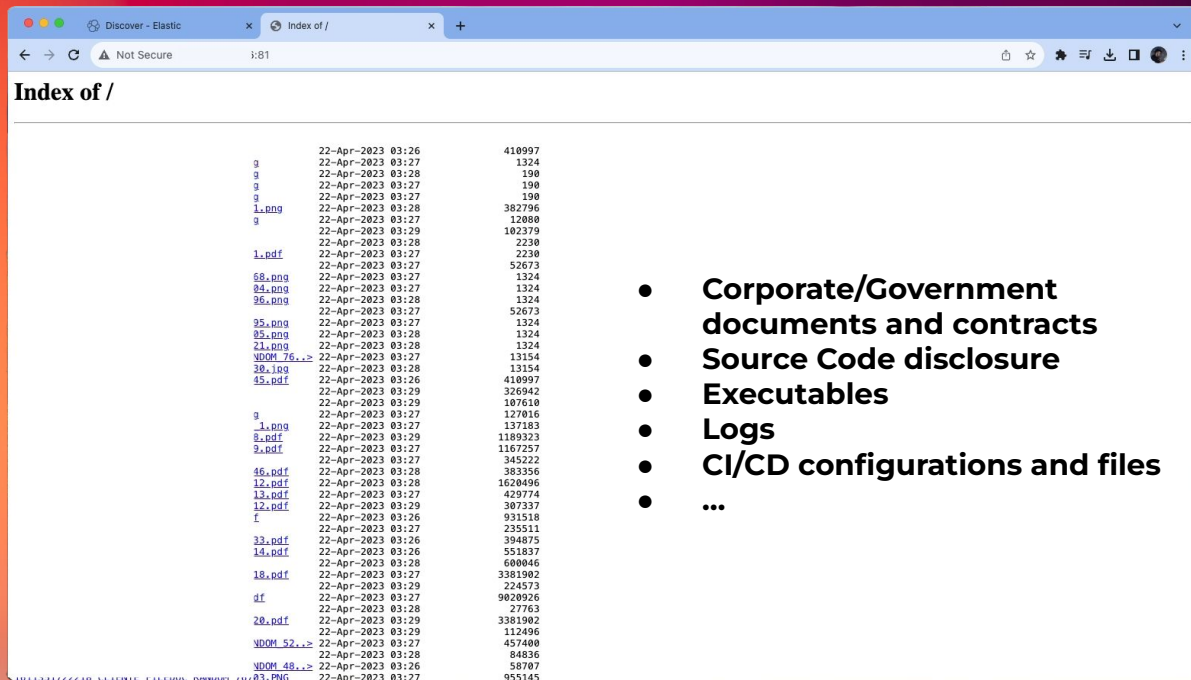 Discover – Elastic
Index of /
Not Secure
:81
Index of /
22-Apr-2023 03:26 410997
g 22-Apr-2023 03:27 1324
g 22-Apr-2023 03:28 190
g 22-Apr-2023 03:27 190
g 22-Apr-2023 03:27 190
1.png 22-Apr-2023 03:28 382796
g 22-Apr-2023 03:27 12080
22-Apr-2023 03:29 102379
22-Apr-2023 03:28 2230
1.pdf 22-Apr-2023 03:27 2230
22-Apr-2023 03:27 52673
68.png 22-Apr-2023 03:27 1324
04.png 22-Apr-2023 03:27 1324
96.png 22-Apr-2023 03:28 1324
22-Apr-2023 03:27 52673
95.png 22-Apr-2023 03:27 1324
05.png 22-Apr-2023 03:28 1324
21.png 22-Apr-2023 03:28 1324
NDOM_76..> 22-Apr-2023 03:27 13154
30.jpg 22-Apr-2023 03:28 13154
45.pdf 22-Apr-2023 03:26 410997
22-Apr-2023 03:29 326942
22-Apr-2023 03:29 107610
g 22-Apr-2023 03:27 127016
_1.png 22-Apr-2023 03:27 137183
8.pdf 22-Apr-2023 03:29 1189323
9.pdf 22-Apr-2023 03:27 1167257
22-Apr-2023 03:27 345222
46.pdf 22-Apr-2023 03:28 383356
12.pdf 22-Apr-2023 03:28 1620496
13.pdf 22-Apr-2023 03:27 429774
12.pdf 22-Apr-2023 03:29 307337
f 22-Apr-2023 03:26 931518
22-Apr-2023 03:27 235511
33.pdf 22-Apr-2023 03:26 394875
14.pdf 22-Apr-2023 03:26 551837
22-Apr-2023 03:28 600046
18.pdf 22-Apr-2023 03:27 3381902
22-Apr-2023 03:29 224573
df 22-Apr-2023 03:27 9020926
22-Apr-2023 03:28 27763
20.pdf 22-Apr-2023 03:29 3381902
22-Apr-2023 03:29 112496
NDOM_52..> 22-Apr-2023 03:27 457400
22-Apr-2023 03:28 84836
NDOM_48..> 22-Apr-2023 03:26 58707
03.PNG 22-Apr-2023 03:27 955145
● Corporate/Government
documents and contracts
● Source Code disclosure
● Executables
● Logs
● CI/CD configurations and files
● ...